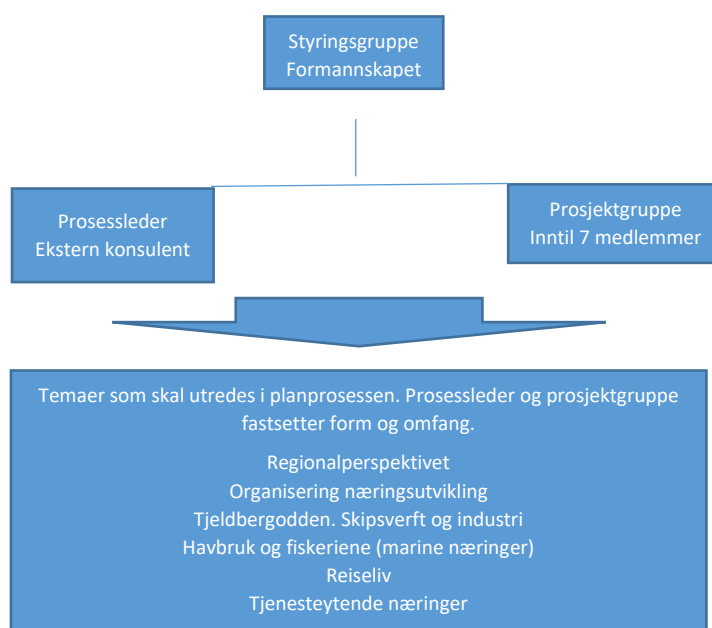 Styringsgruppe
Formannskapet
Prosessleder
Ekstern konsulent
Prosjektgruppe
Inntil 7 medlemmer
Temaer som skal utredes i planprosessen. Prosessleder og prosjektgruppe
fastsetter form og omfang.
Regionalperspektivet
Organisering næringsutvikling
Tjeldbergodden. Skipsverft og industri
Havbruk og fiskeriene (marine næringer)
Reiseliv
Tjenesteytende næringer